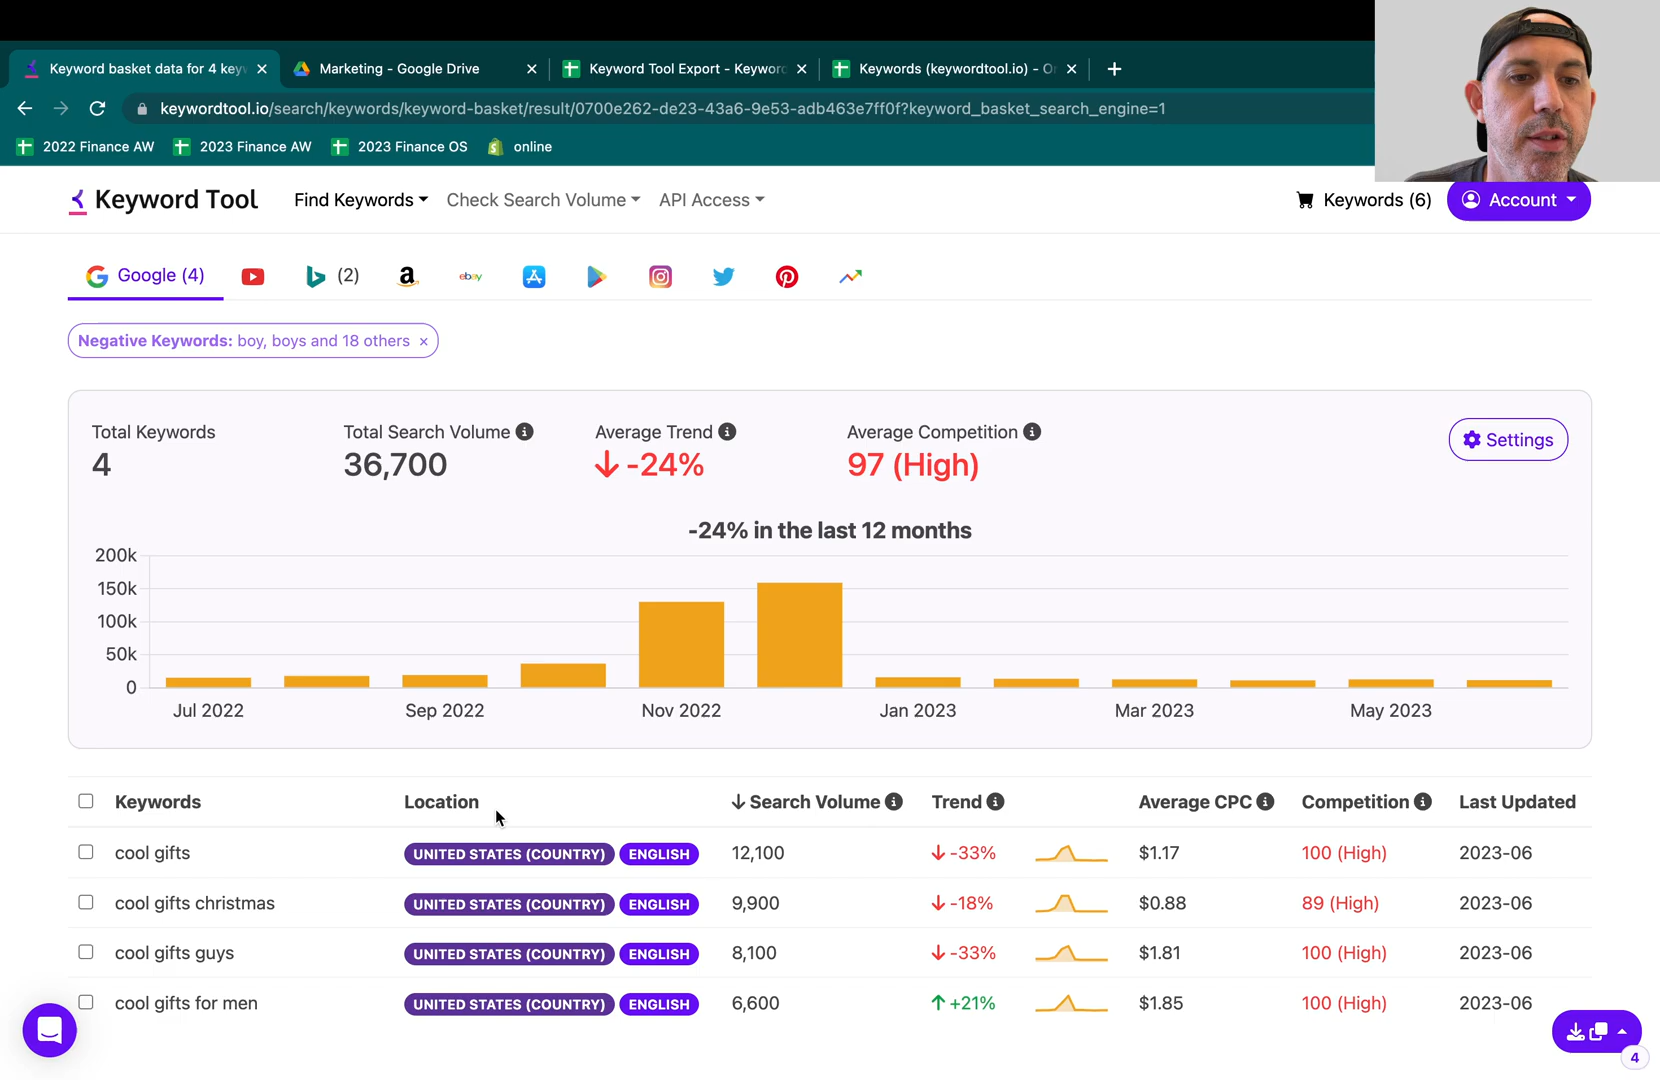 Keyword basket data for 4 keyw
Marketing - Google Drive
Keyword Tool Export - Keywor
Keywords (keywordtool.io) - O
keywordtool.io/search/keywords/keyword-basket/result/0700e262-de23-43a6-9e53-adb463e7ff0f?keyword_basket_search_engine=1
2022 Finance AW
2023 Finance AW
2023 Finance OS
online
Keyword Tool
Find Keywords
Check Search Volume
API Access
Keywords (6)
Account
Google (4)
(2)
a
ebay
Negative Keywords: boy, boys and 18 others ×
Total Keywords
4
Total Search Volume
36,700
Average Trend
-24%
Average Competition
97 (High)
Settings
-24% in the last 12 months
200k
150k
100k
50k
0
Jul 2022
Sep 2022
Nov 2022
Jan 2023
Mar 2023
May 2023
Keywords Location Search Volume Trend Average CPC Competition Last Updated
cool gifts UNITED STATES (COUNTRY) ENGLISH 12,100 -33% $1.17 100 (High) 2023-06
cool gifts christmas UNITED STATES (COUNTRY) ENGLISH 9,900 -18% $0.88 89 (High) 2023-06
cool gifts guys UNITED STATES (COUNTRY) ENGLISH 8,100 -33% $1.81 100 (High) 2023-06
cool gifts for men UNITED STATES (COUNTRY) ENGLISH 6,600 +21% $1.85 100 (High) 2023-06
4